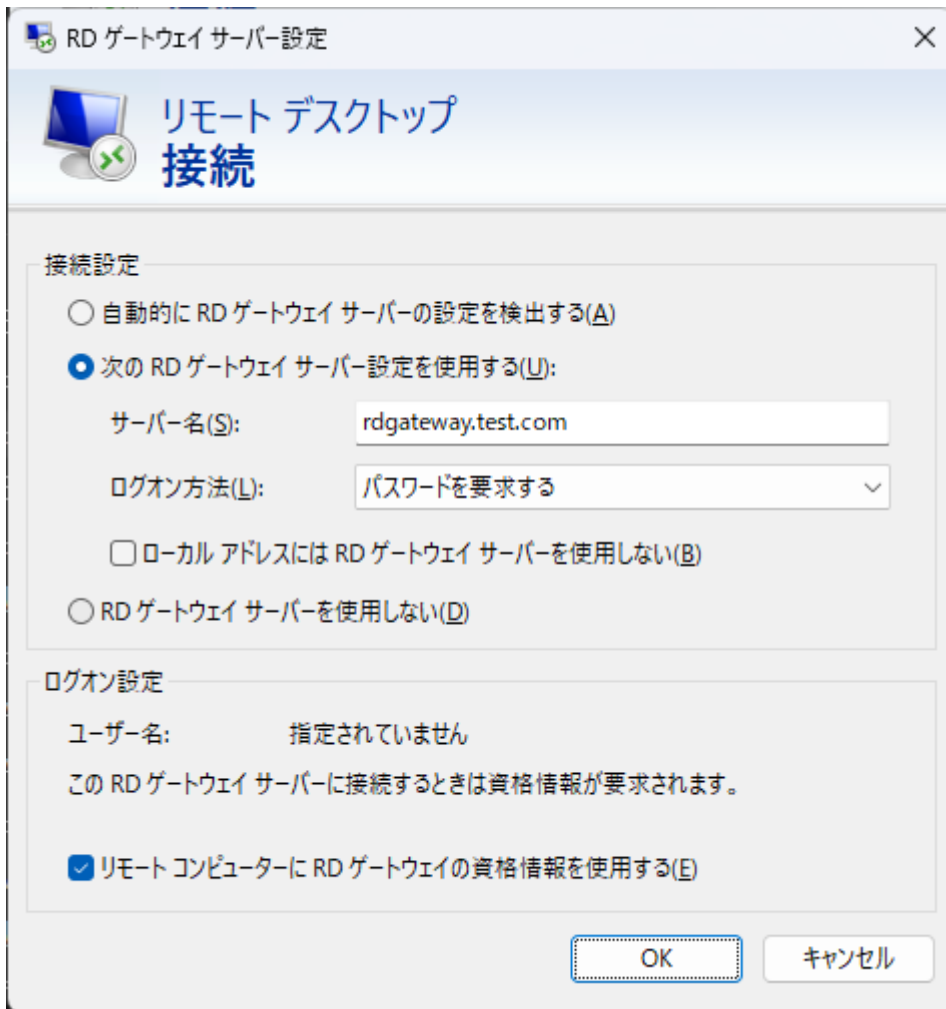 RD ゲートウェイ サーバー設定
リモート デスクトップ
接続
接続設定
自動的に RD ゲートウェイ サーバーの設定を検出する(A)
次の RD ゲートウェイ サーバー設定を使用する(U):
サーバー名(S): rdgateway.test.com
ログオン方法(L): パスワードを要求する
ローカル アドレスには RD ゲートウェイ サーバーを使用しない(B)
RD ゲートウェイ サーバーを使用しない(D)
ログオン設定
ユーザー名: 指定されていません
この RD ゲートウェイ サーバーに接続するときは資格情報が要求されます。
リモート コンピューターに RD ゲートウェイの資格情報を使用する(E)
OK キャンセル